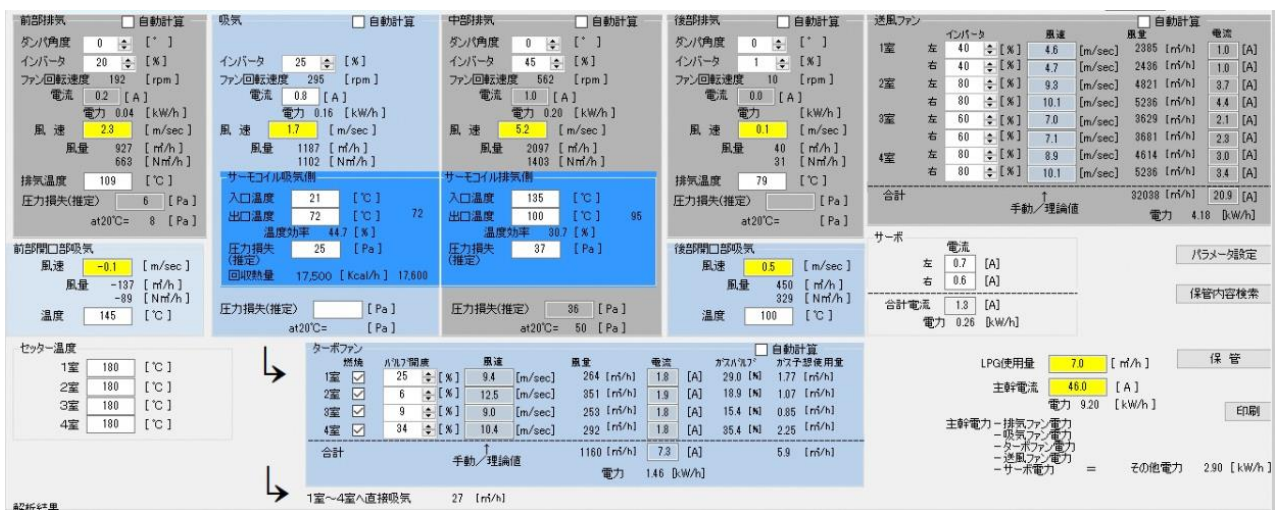 前部排気 自動計算
ダンパ角度 0 [ ° ]
インバータ 20 [ % ]
ファン回転速度 192 [ rpm ]
電流 0.2 [ A ]
電力 0.04 [ kW/h ]
風 速 2.3 [ m/sec ]
風量 927 [ ㎥/h ]
663 [ N㎥/h ]
排気温度 109 [ ℃ ]
圧力損失(推定) 6 [ Pa ]
at20℃= 8 [ Pa ]
前部開口部吸気
風速 -0.1 [ m/sec ]
風量 -137 [ ㎥/h ]
-89 [ N㎥/h ]
温度 145 [ ℃ ]
吸気 自動計算
インバータ 25 [ % ]
ファン回転速度 295 [ rpm ]
電流 0.8 [ A ]
電力 0.16 [ kW/h ]
風 速 1.7 [ m/sec ]
風量 1187 [ ㎥/h ]
1102 [ N㎥/h ]
サーモコイル吸気側
入口温度 21 [ ℃ ]
出口温度 72 [ ℃ ] 72
温度効率 44.7 [ % ]
圧力損失 25 [ Pa ]
(推定)
回収熱量 17,500 [ Kcal/h ] 17,600
圧力損失(推定) [ Pa ]
at20℃= [ Pa ]
中部排気 自動計算
ダンパ角度 0 [ ° ]
インバータ 45 [ % ]
ファン回転速度 562 [ rpm ]
電流 1.0 [ A ]
電力 0.20 [ kW/h ]
風 速 5.2 [ m/sec ]
風量 2097 [ ㎥/h ]
1403 [ N㎥/h ]
サーモコイル排気側
入口温度 135 [ ℃ ]
出口温度 100 [ ℃ ] 95
温度効率 30.7 [ % ]
圧力損失 37 [ Pa ]
(推定)
圧力損失(推定) 36 [ Pa ]
at20℃= 50 [ Pa ]
後部排気 自動計算
ダンパ角度 0 [ ° ]
インバータ 1 [ % ]
ファン回転速度 10 [ rpm ]
電流 0.0 [ A ]
電力 [ kW/h ]
風 速 0.1 [ m/sec ]
風量 40 [ ㎥/h ]
31 [ N㎥/h ]
排気温度 79 [ ℃ ]
圧力損失(推定) [ Pa ]
at20℃= [ Pa ]
後部開口部吸気
風速 0.5 [ m/sec ]
風量 450 [ ㎥/h ]
329 [ N㎥/h ]
温度 100 [ ℃ ]
送風ファン 自動計算
インバータ 風速 風量 電流
1室 左 40 [%] 4.6 [m/sec] 2385 [㎥/h] 1.0 [A]
右 40 [%] 4.7 [m/sec] 2436 [㎥/h] 1.0 [A]
2室 左 80 [%] 9.3 [m/sec] 4821 [㎥/h] 3.7 [A]
右 80 [%] 10.1 [m/sec] 5236 [㎥/h] 4.4 [A]
3室 左 60 [%] 7.0 [m/sec] 3629 [㎥/h] 2.1 [A]
右 60 [%] 7.1 [m/sec] 3681 [㎥/h] 2.3 [A]
4室 左 80 [%] 8.9 [m/sec] 4614 [㎥/h] 3.0 [A]
右 80 [%] 10.1 [m/sec] 5236 [㎥/h] 3.4 [A]
合計 ↑ 32038 [㎥/h] 20.9 [A]
手動/理論値 電力 4.18 [kW/h]
サーボ
電流
左 0.7 [A]
右 0.6 [A]
合計電流 1.3 [A]
電力 0.26 [kW/h]
パラメータ設定
保管内容検索
セッター温度
1室 180 [ ℃ ]
2室 180 [ ℃ ]
3室 180 [ ℃ ]
4室 180 [ ℃ ]
ターボファン 自動計算
燃焼 バルブ開度 風速 風量 電流 ガスバルブ ガス予想使用量
1室 25 [%] 9.4 [m/sec] 264 [㎥/h] 1.8 [A] 29.0 [%] 1.77 [㎥/h]
2室 6 [%] 12.5 [m/sec] 351 [㎥/h] 1.9 [A] 18.9 [%] 1.07 [㎥/h]
3室 9 [%] 9.0 [m/sec] 253 [㎥/h] 1.8 [A] 15.4 [%] 0.85 [㎥/h]
4室 34 [%] 10.4 [m/sec] 292 [㎥/h] 1.8 [A] 35.4 [%] 2.25 [㎥/h]
合計 ↑ 1160 [㎥/h] 7.3 [A] 5.9 [㎥/h]
手動/理論値
電力 1.46 [kW/h]
1室~4室へ直接吸気 27 [㎥/h]
LPG使用量 7.0 [ ㎥/h ]
主幹電流 46.0 [ A ]
電力 9.20 [ kW/h ]
保 管
印刷
主幹電力-排気ファン電力
-吸気ファン電力
-ターボファン電力
-送風ファン電力
-サーボ電力 = その他電力 2.90 [ kW/h ]
解析結果